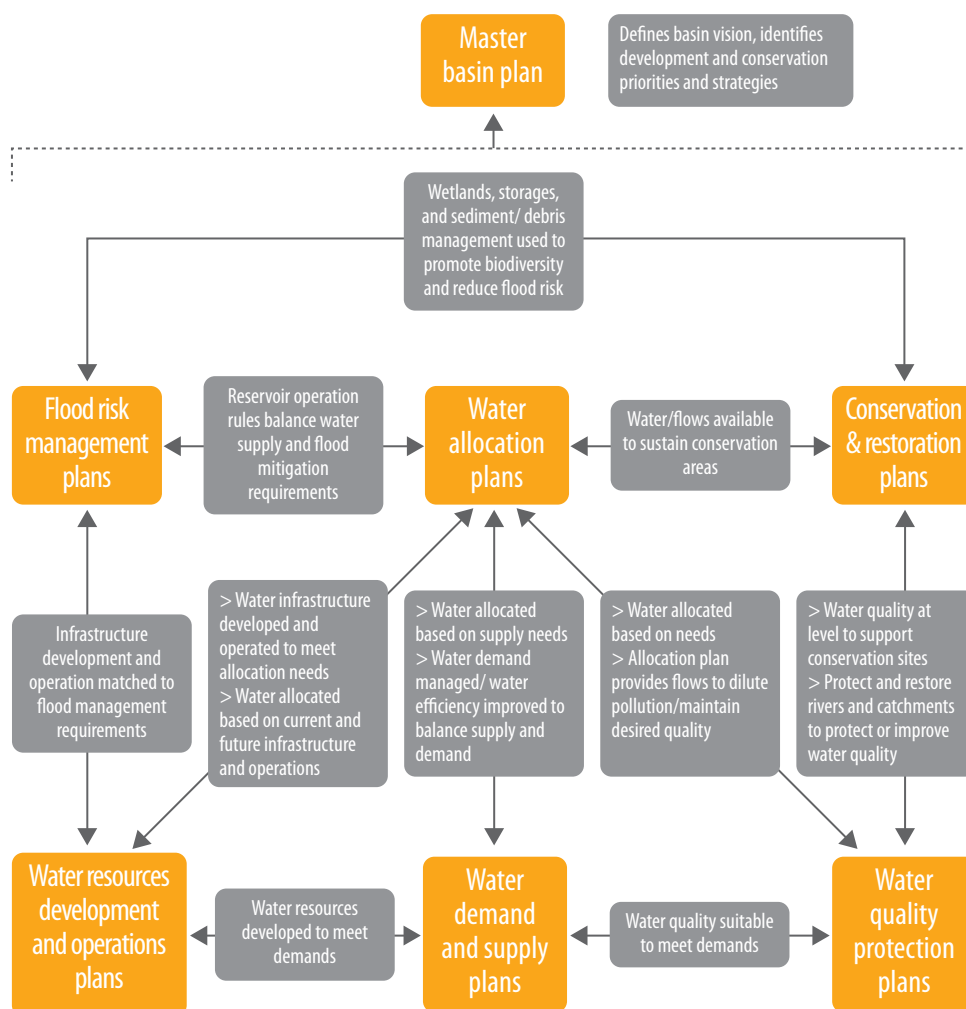 Master
basin plan
Defines basin vision, identifies
development and conservation
priorities and strategies
Wetlands, storages,
and sediment/ debris
management used to
promote biodiversity
and reduce flood risk
Flood risk
management
plans
Reservoir operation
rules balance water
supply and flood
mitigation
requirements
Water
allocation
plans
Water/flows available
to sustain conservation
areas
Conservation
& restoration
plans
Infrastructure
development and
operation matched to
flood management
requirements
> Water infrastructure
developed and
operated to meet
allocation needs
> Water allocated
based on current and
future infrastructure
and operations
> Water allocated
based on supply needs
> Water demand
managed/ water
efficiency improved to
balance supply and
demand
> Water allocated
based on needs
> Allocation plan
provides flows to dilute
pollution/maintain
desired quality
> Water quality at
level to support
conservation sites
> Protect and restore
rivers and catchments
to protect or improve
water quality
Water resources
development
and operations
plans
Water resources
developed to meet
demands
Water
demand
and supply
plans
Water quality suitable
to meet demands
Water
quality
protection
plans